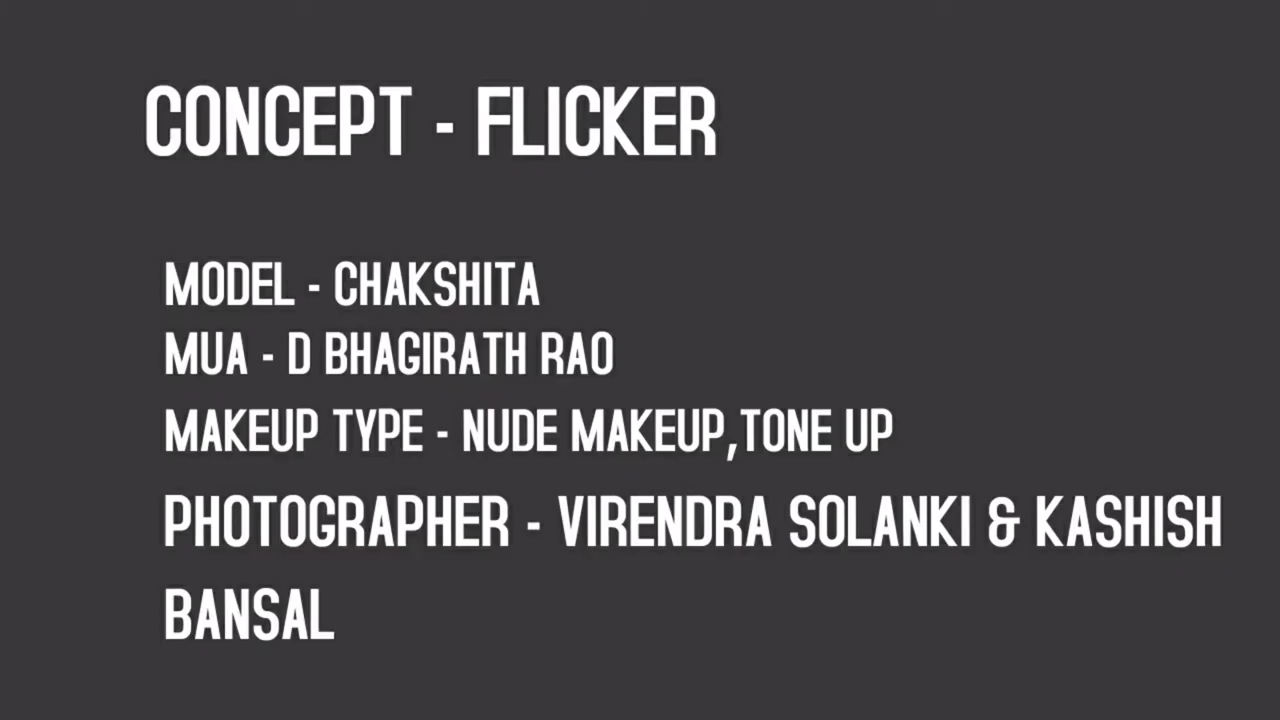 CONCEPT - FLICKER
MODEL - CHAKSHITA
MUA - D BHAGIRATH RAO
MAKEUP TYPE - NUDE MAKEUP,TONE UP
PHOTOGRAPHER - VIRENDRA SOLANKI & KASHISH
BANSAL